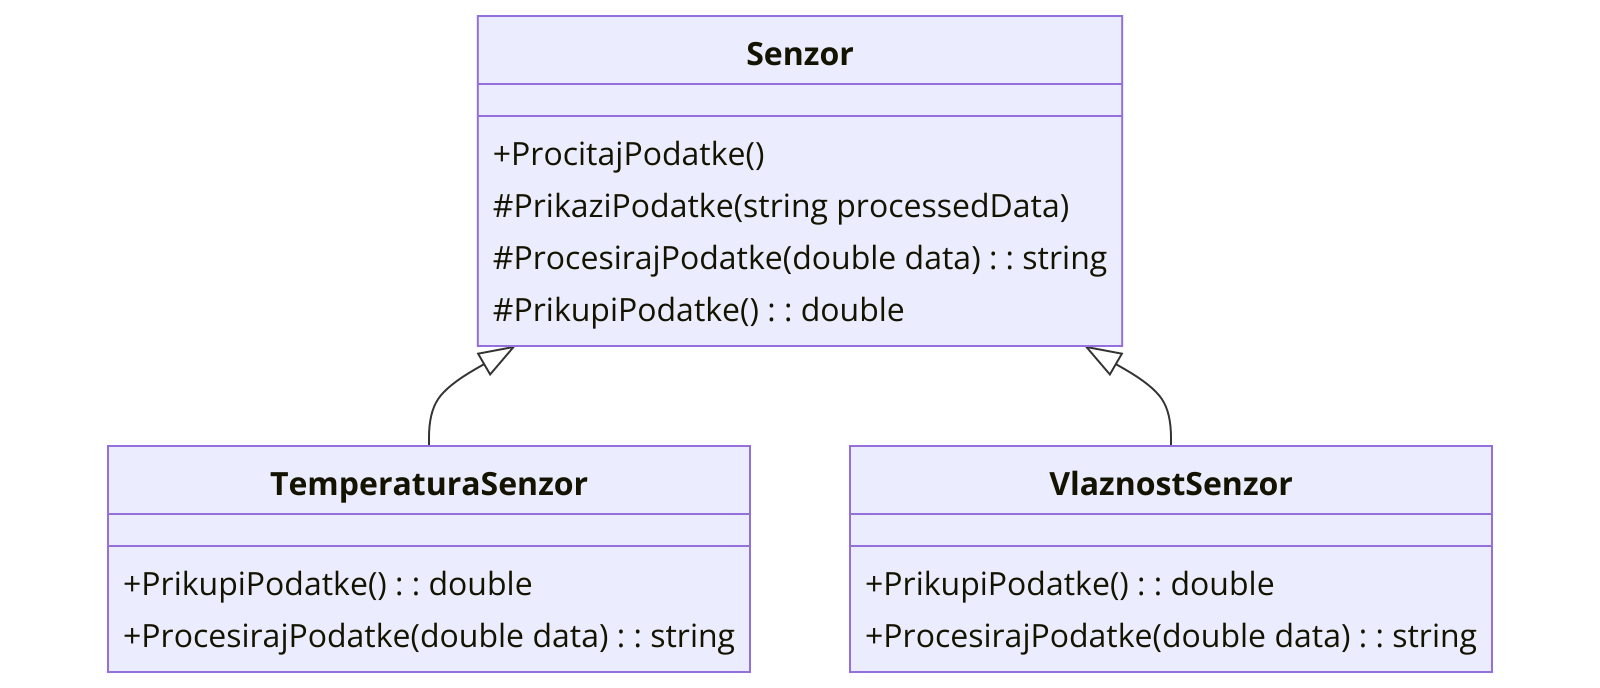 Senzor
+ProcitajPodatke()
#PrikaziPodatke(string processedData)
#ProcesirajPodatke(double data) : : string
#PrikupiPodatke() : : double
TemperaturaSenzor
+PrikupiPodatke() : : double
+ProcesirajPodatke(double data) : : string
VlaznostSenzor
+PrikupiPodatke() : : double
+ProcesirajPodatke(double data) : : string